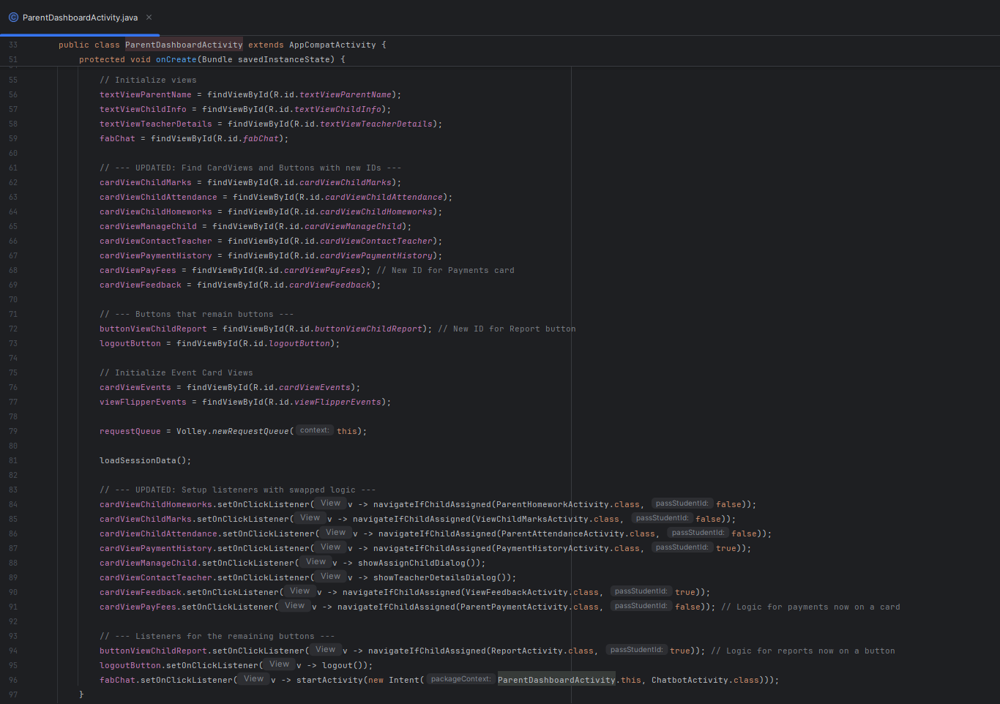 ParentDashboardActivity.java
33 public class ParentDashboardActivity extends AppCompatActivity {
51 protected void onCreate(Bundle savedInstanceState) {
55 // Initialize views
56 textViewParentName = findViewById(R.id.textViewParentName);
57 textViewChildInfo = findViewById(R.id.textViewChildInfo);
58 textViewTeacherDetails = findViewById(R.id.textViewTeacherDetails);
59 fabChat = findViewById(R.id.fabChat);
60
61 // --- UPDATED: Find CardViews and Buttons with new IDs ---
62 cardViewChildMarks = findViewById(R.id.cardViewChildMarks);
63 cardViewChildAttendance = findViewById(R.id.cardViewChildAttendance);
64 cardViewChildHomeworks = findViewById(R.id.cardViewChildHomeworks);
65 cardViewManageChild = findViewById(R.id.cardViewManageChild);
66 cardViewContactTeacher = findViewById(R.id.cardViewContactTeacher);
67 cardViewPaymentHistory = findViewById(R.id.cardViewPaymentHistory);
68 cardViewPayFees = findViewById(R.id.cardViewPayFees); // New ID for Payments card
69 cardViewFeedback = findViewById(R.id.cardViewFeedback);
70
71 // --- Buttons that remain buttons ---
72 buttonViewChildReport = findViewById(R.id.buttonViewChildReport); // New ID for Report button
73 logoutButton = findViewById(R.id.logoutButton);
74
75 // Initialize Event Card Views
76 cardViewEvents = findViewById(R.id.cardViewEvents);
77 viewFlipperEvents = findViewById(R.id.viewFlipperEvents);
78
79 requestQueue = Volley.newRequestQueue( context: this);
80
81 loadSessionData();
82
83 // --- UPDATED: Setup listeners with swapped logic ---
84 cardViewChildHomeworks.setOnClickListener( View v -> navigateIfChildAssigned(ParentHomeworkActivity.class, passStudentId: false));
85 cardViewChildMarks.setOnClickListener( View v -> navigateIfChildAssigned(ViewChildMarksActivity.class, passStudentId: false));
86 cardViewChildAttendance.setOnClickListener( View v -> navigateIfChildAssigned(ParentAttendanceActivity.class, passStudentId: false));
87 cardViewPaymentHistory.setOnClickListener( View v -> navigateIfChildAssigned(PaymentHistoryActivity.class, passStudentId: true));
88 cardViewManageChild.setOnClickListener( View v -> showAssignChildDialog());
89 cardViewContactTeacher.setOnClickListener( View v -> showTeacherDetailsDialog());
90 cardViewFeedback.setOnClickListener( View v -> navigateIfChildAssigned(ViewFeedbackActivity.class, passStudentId: true));
91 cardViewPayFees.setOnClickListener( View v -> navigateIfChildAssigned(ParentPaymentActivity.class, passStudentId: false)); // Logic for payments now on a card
92
93 // --- Listeners for the remaining buttons ---
94 buttonViewChildReport.setOnClickListener( View v -> navigateIfChildAssigned(ReportActivity.class, passStudentId: true)); // Logic for reports now on a button
95 logoutButton.setOnClickListener( View v -> logout());
96 fabChat.setOnClickListener( View v -> startActivity(new Intent( packageContext: ParentDashboardActivity.this, ChatbotActivity.class)));
97 }